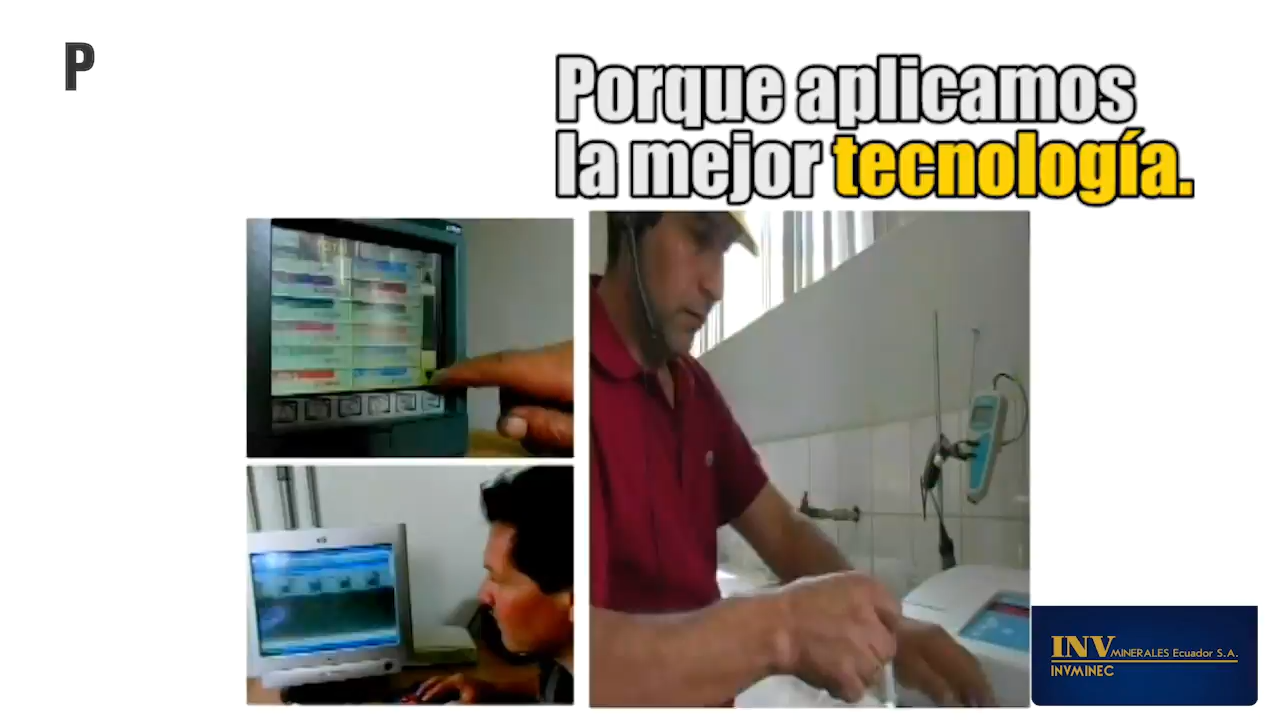 P
Porque aplicamos
la mejor tecnología.
INV MINERALES Ecuador S.A.
INVMINEC